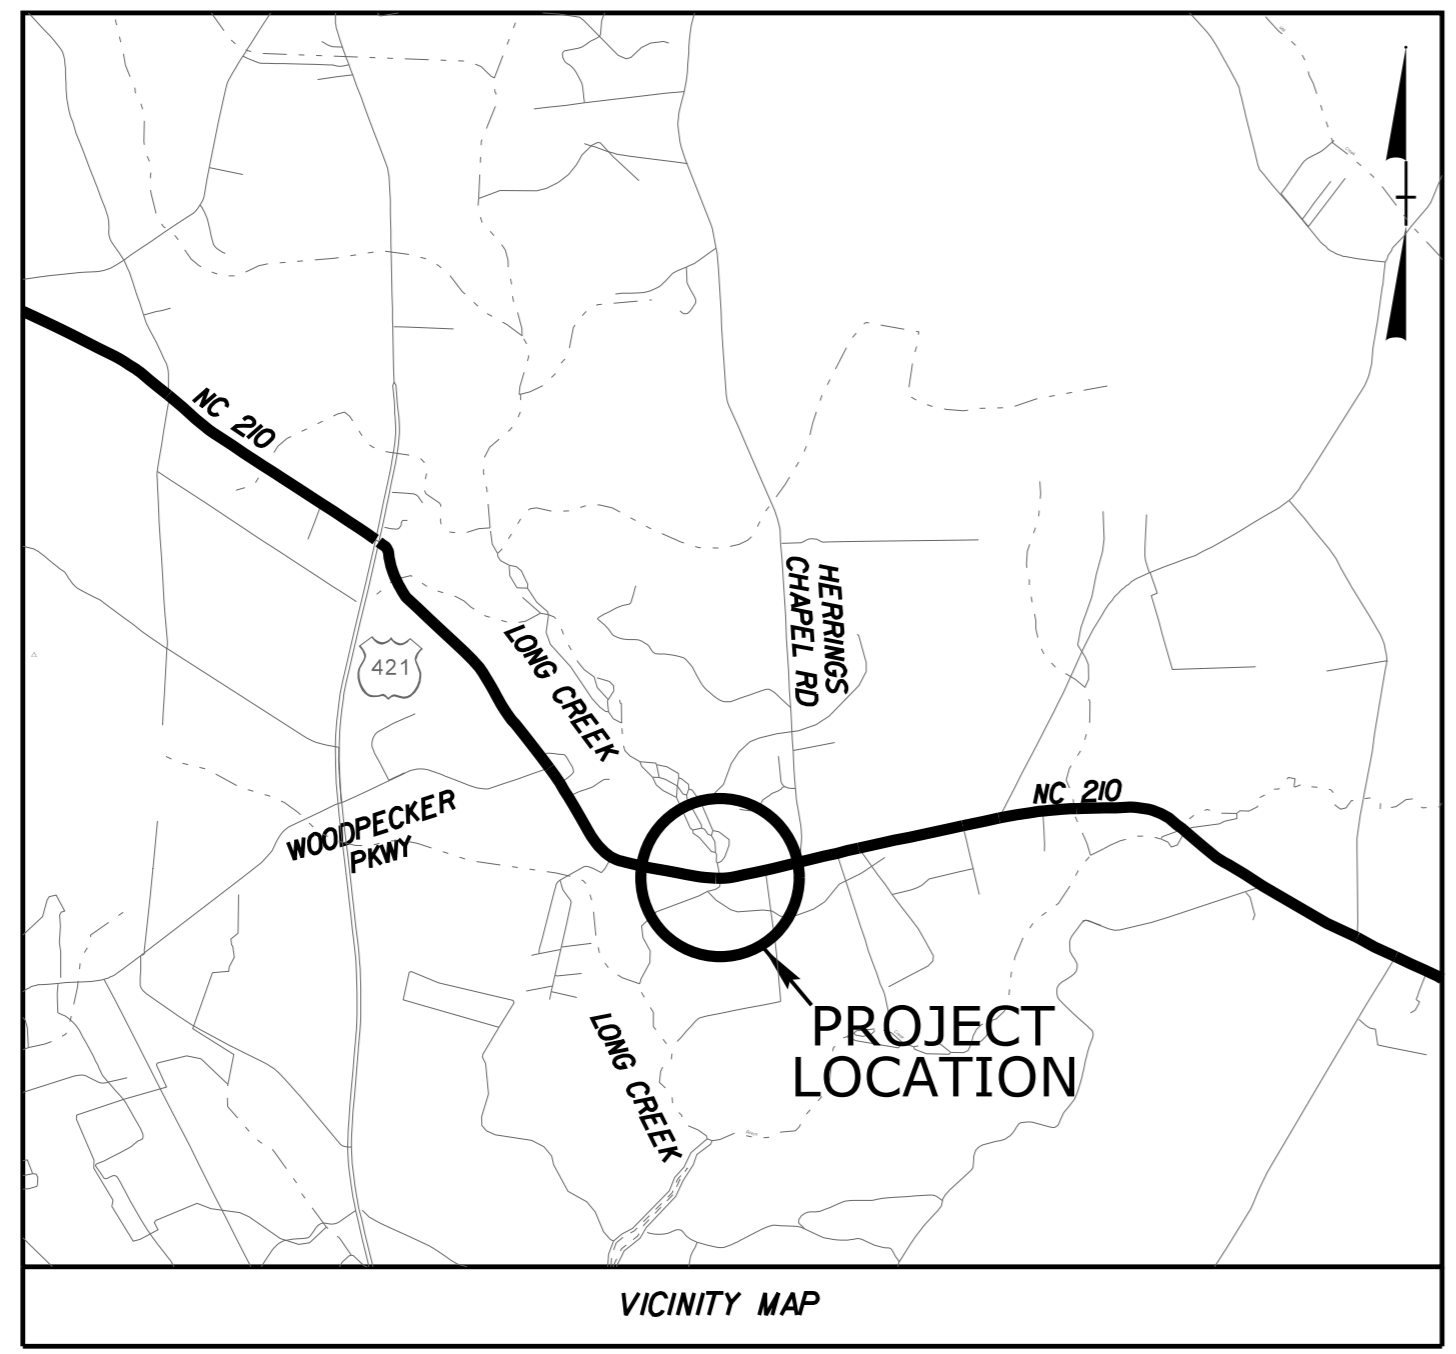 NC 210
HERRINGS
CHAPEL RD
LONG CREEK
421
NC 210
WOODPECKER
PKWY
PROJECT
LOCATION
LONG CREEK
VICINITY MAP